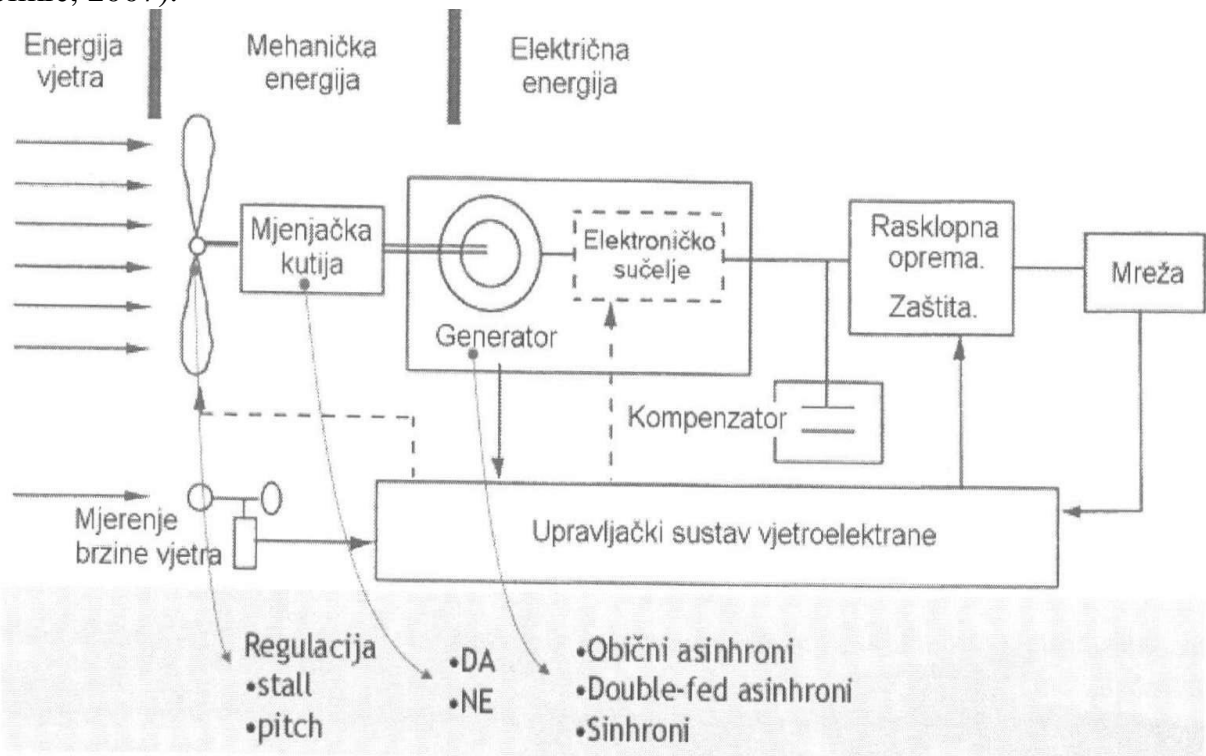 Energija
vjetra
Mehanička
energija
Električna
energija
Mjenjačka
kutija
Generator
Elektroničko
sučelje
Rasklopna
oprema.
Zaštita.
Mreža
Kompenzator
Mjerenje
brzine vjetra
Upravljački sustav vjetroelektrane
Regulacija
•stall
•pitch
•DA
•NE
•Obični asinhroni
•Double-fed asinhroni
•Sinhroni